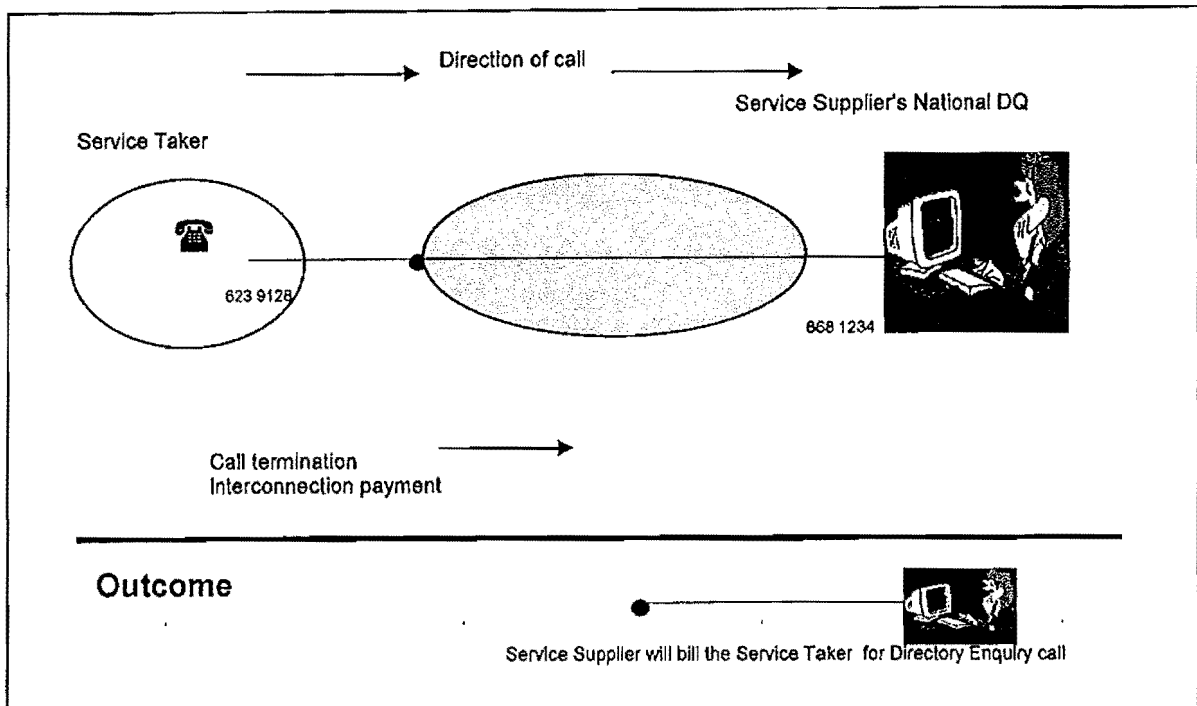 Direction of call
Service Supplier's National DQ
Service Taker
623 9128
868 1234
Call termination
Interconnection payment
Outcome
Service Supplier will bill the Service Taker for Directory Enquiry call